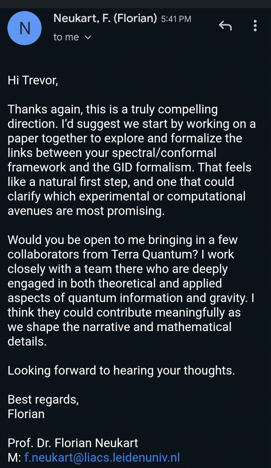 N
Neukart, F. (Florian) 5:41 PM
to me
Hi Trevor,
Thanks again, this is a truly compelling
direction. I'd suggest we start by working on a
paper together to explore and formalize the
links between your spectral/conformal
framework and the GID formalism. That feels
like a natural first step, and one that could
clarify which experimental or computational
avenues are most promising.
Would you be open to me bringing in a few
collaborators from Terra Quantum? I work
closely with a team there who are deeply
engaged in both theoretical and applied
aspects of quantum information and gravity. I
think they could contribute meaningfully as
we shape the narrative and mathematical
details.
Looking forward to hearing your thoughts.
Best regards,
Florian
Prof. Dr. Florian Neukart
M: f.neukart@liacs.leidenuniv.nl